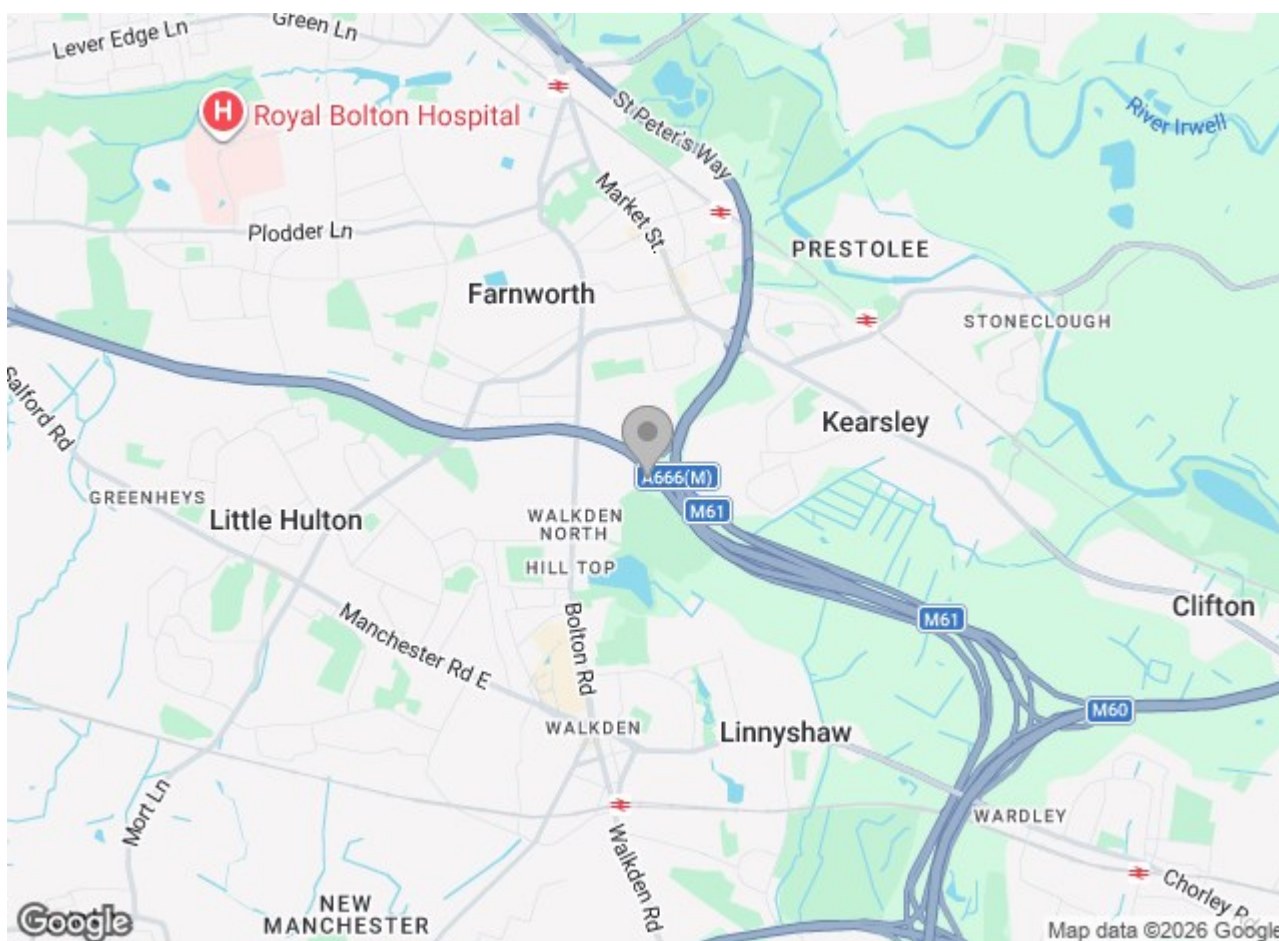 Lever Edge Ln
Green Ln
H Royal Bolton Hospital
St Peter's Way
River Irwell
Market St.
Plodder Ln
PRESTOLEE
Farnworth
STONECLOUGH
Salford Rd
Kearsley
A666(M)
GREENHEYS
M61
Little Hulton
WALKDEN
NORTH
HILL TOP
Clifton
M61
Manchester Rd E
Bolton Rd
M60
WALKDEN
Linnyshaw
Mort Ln
WARDLEY
Walkden Rd
Chorley
NEW
MANCHESTER
Google
Map data ©2026 Google